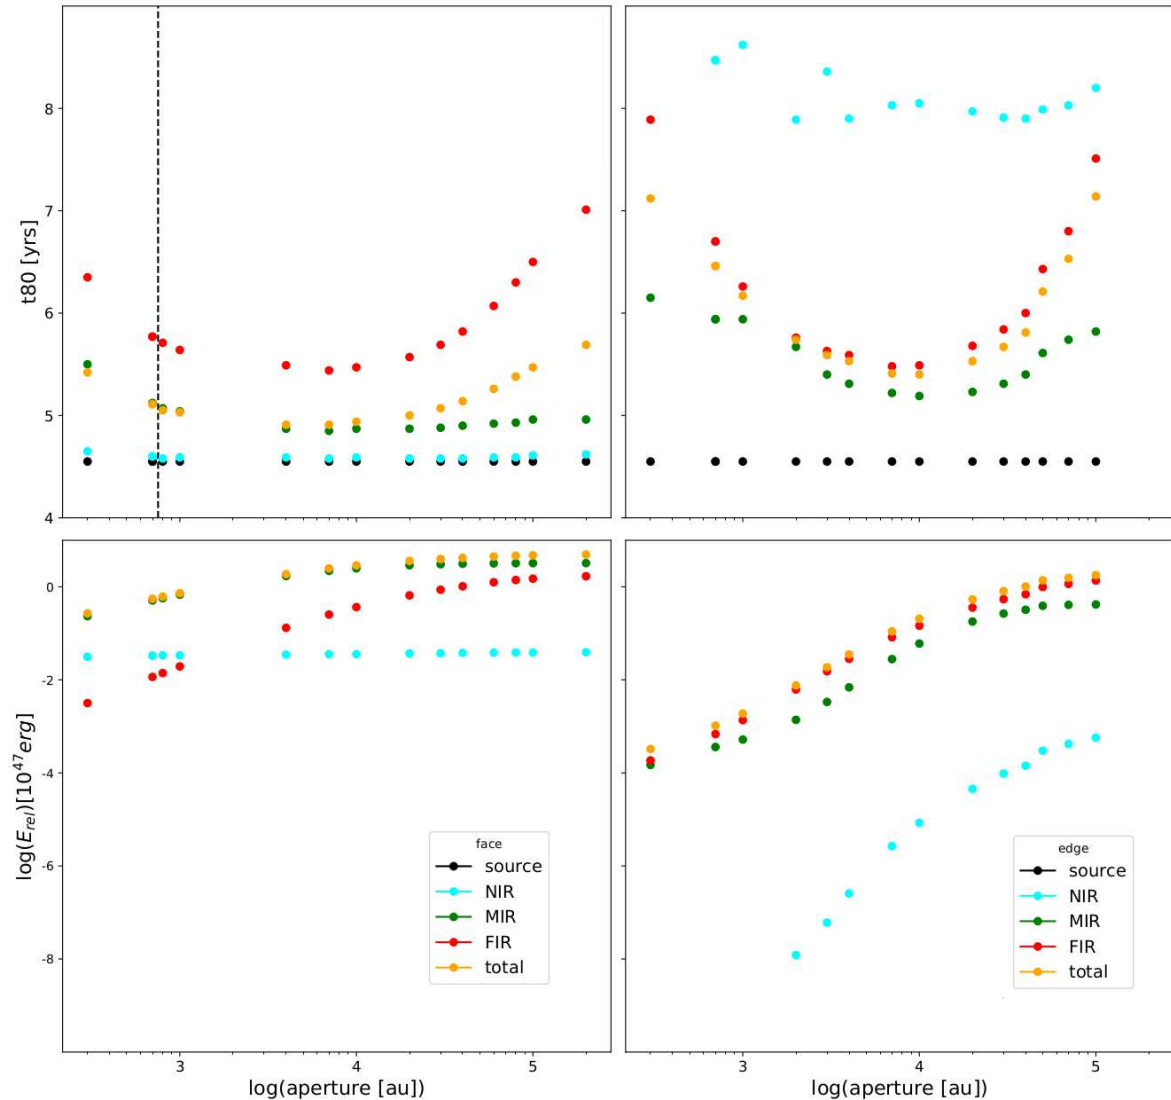 8
7
6
5
4
t80 [yrs]
0
-2
-4
-6
-8
log(E_rel)[10^47erg]
face
source
NIR
MIR
FIR
total
edge
source
NIR
MIR
FIR
total
3 4 5
log(aperture [au])
3 4 5
log(aperture [au])